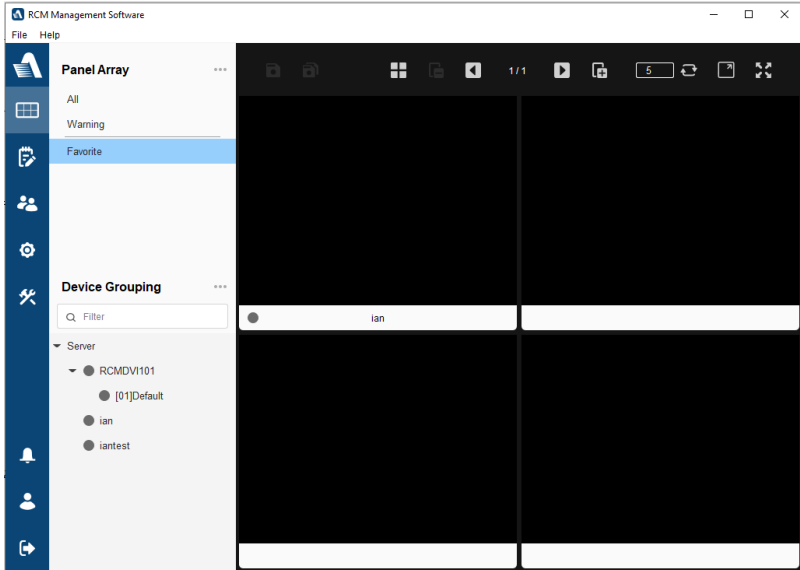 RCM Management Software
File Help
Panel Array
All
Warning
Favorite
Device Grouping
Filter
Server
RCMDVI101
[01]Default
ian
iantest
1/1
5
ian